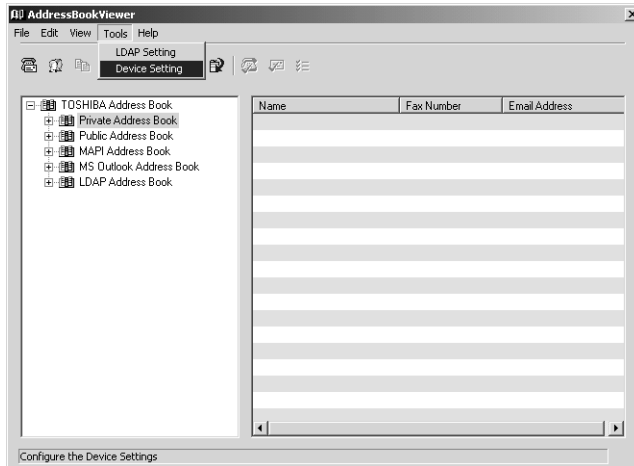 AddressBookViewer
File Edit View Tools Help
LDAP Setting
Device Setting
TOSHIBA Address Book
Private Address Book
Public Address Book
MAPI Address Book
MS Outlook Address Book
LDAP Address Book
Name Fax Number Email Address
Configure the Device Settings